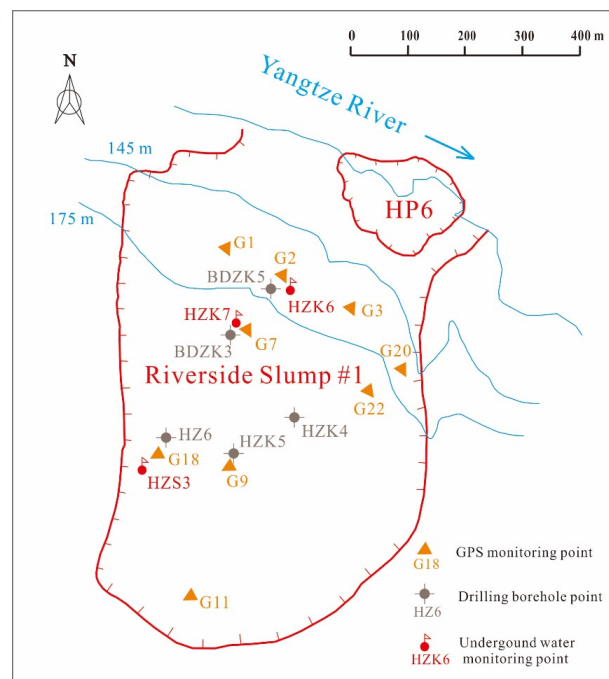 0 100 200 300 400 m
N
Yangtze River
145 m
175 m
HP6
G1
G2
BDZK5
HZK6
G3
HZK7
G7
BDZK3
G20
Riverside Slump #1
G22
HZK4
HZ6
HZK5
G18
G9
HZS3
G11
G18
GPS monitoring point
HZ6
Drilling borehole point
HZK6
Undergound water
monitoring point